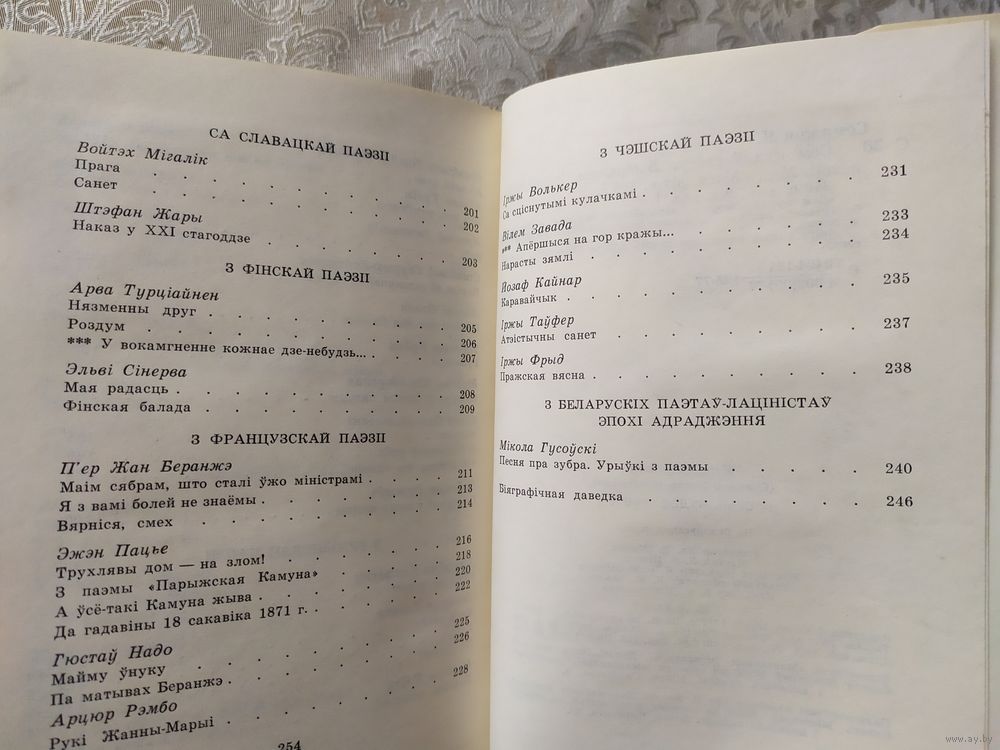 СА СЛАВАЦКАЙ ПАЭЗІІ
Войтэх Мігалік
Прага . . . . . . . . . . 201
Санет . . . . . . . . . . 202
Штэфан Жары
Наказ у XXI стагоддзе . . . . . . 203
З ФІНСКАЙ ПАЭЗІІ
Арва Турціайнен
Нязменны друг . . . . . . . . 205
Роздум . . . . . . . . . . 206
*** У вокамгненне кожнае дзе-небудзь... . . . 207
Эльві Сінерва
Мая радасць . . . . . . . . . 208
Фінская балада . . . . . . . . 209
З ФРАНЦУЗСКАЙ ПАЭЗІІ
П'ер Жан Беранжэ
Маім сябрам, што сталі ўжо міністрамі . . . 211
Я з вамі болей не знаёмы . . . . . . 213
Вярніся, смех . . . . . . . . 214
Эжэн Пацье
Трухлявы дом — на злом! . . . . . . 216
З паэмы «Парыжская Камуна» . . . . 218
А ўсё-такі Камуна жыва . . . . . . 220
Да гадавіны 18 сакавіка 1871 г. . . . . 222
Гюстаў Надо
Майму ўнуку . . . . . . . . 225
Па матывах Беранжэ . . . . . . . 226
Арцюр Рэмбо
Рукі Жанны-Марыі . . . . . . . 228
254
З ЧЭШСКАЙ ПАЭЗІІ
Іржы Волькер
Са сціснутымі кулачкамі . . . . . . 231
Вілем Завада
*** Апёршыся на гор кражы... . . . . . 233
Нарасты зямлі . . . . . . . . 234
Йозаф Кайнар
Каравайчык . . . . . . . . . 235
Іржы Таўфер
Атэістычны санет . . . . . . . 237
Іржы Фрыд
Пражская вясна . . . . . . . . 238
З БЕЛАРУСКІХ ПАЭТАЎ-ЛАЦІНІСТАЎ
ЭПОХІ АДРАДЖЭННЯ
Мікола Гусоўскі
Песня пра зубра. Урыўкі з паэмы . . . . . 240
Біяграфічная даведка . . . . . . . 246
www.ay.by